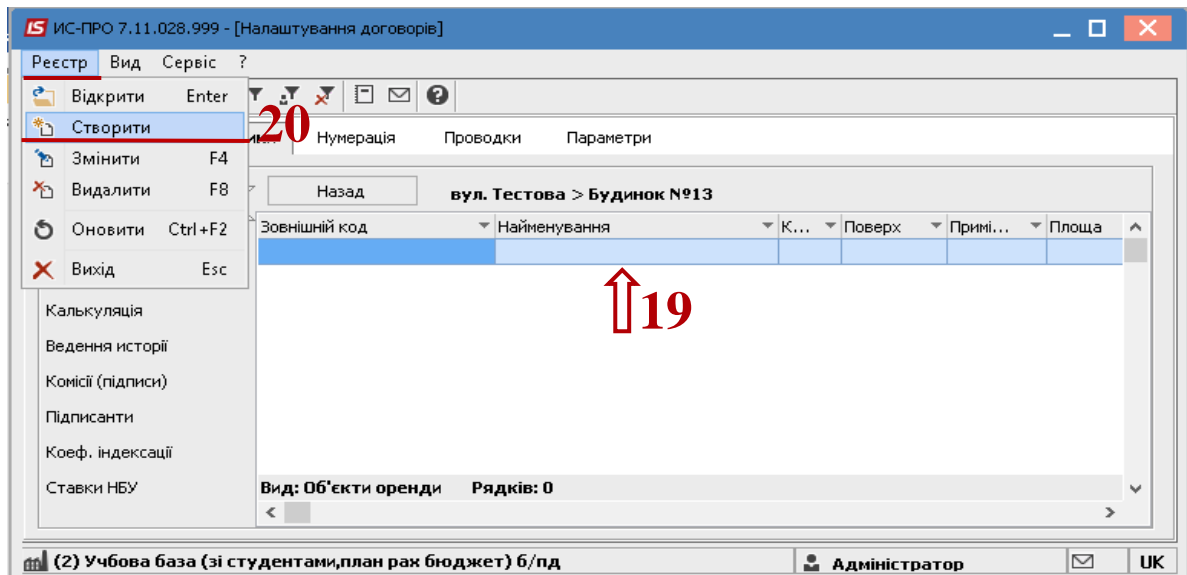 ИС-ПРО 7.11.028.999 - [Налаштування договорів]
Реєстр Вид Сервіс ?
Відкрити Enter
Створити
20
Змінити F4
Видалити F8
Оновити Ctrl+F2
Вихід Esc
Нумерація Проводки Параметри
Назад вул. Тестова > Будинок №13
Зовнішній код Найменування К... Поверх Примі... Площа
19
Калькуляція
Ведення исторії
Комісії (підписи)
Підписанти
Коеф. індексації
Ставки НБУ
Вид: Об'єкти оренди Рядків: 0
(2) Учбова база (зі студентами,план рах бюджет) б/пд Адміністратор UK